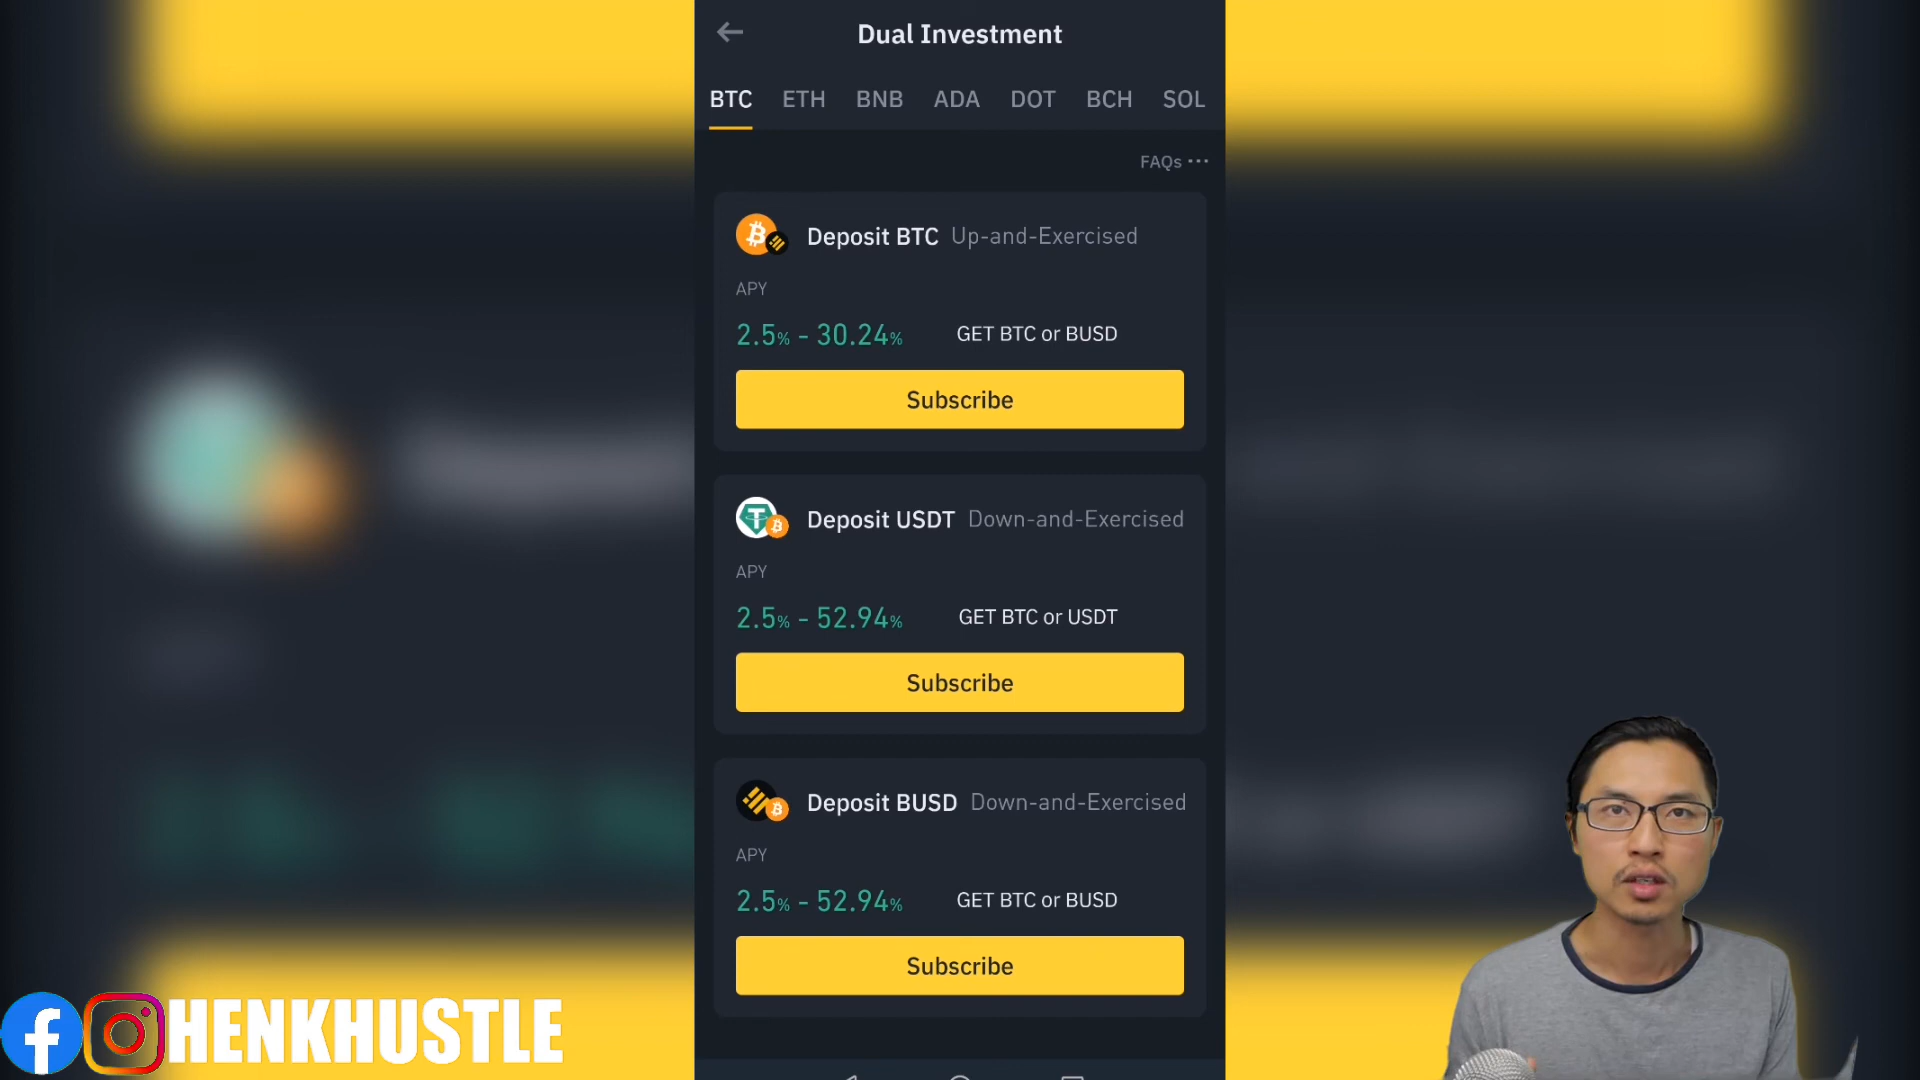 Dual Investment
BTC ETH BNB ADA DOT BCH SOL
FAQs
Deposit BTC Up-and-Exercised
APY
2.5% - 30.24% GET BTC or BUSD
Subscribe
Deposit USDT Down-and-Exercised
APY
2.5% - 52.94% GET BTC or USDT
Subscribe
Deposit BUSD Down-and-Exercised
APY
2.5% - 52.94% GET BTC or BUSD
Subscribe
HENKHUSTLE